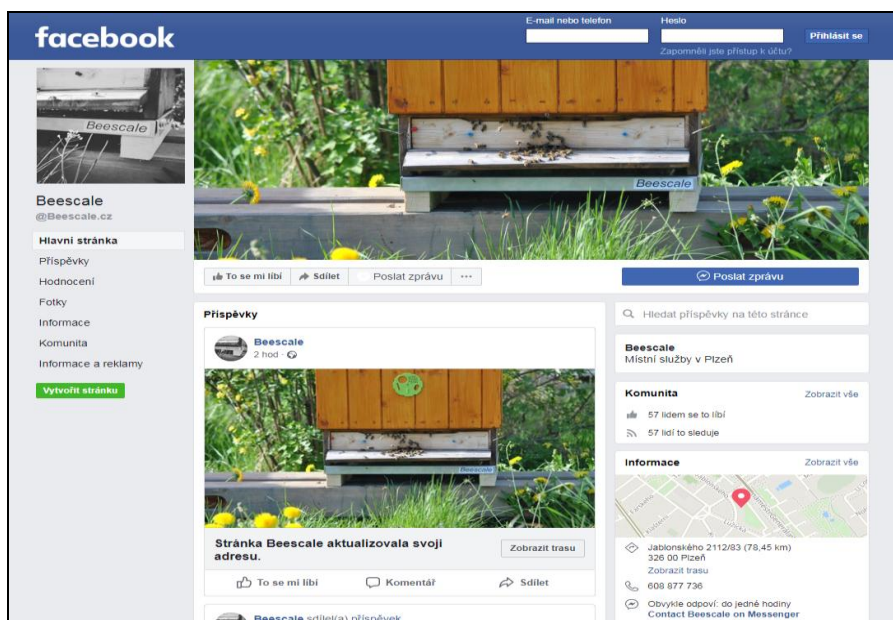 facebook
E-mail nebo telefon
Heslo
Přihlásit se
Zapomněli jste přístup k účtu?
Beescale
Beescale
@Beescale.cz
Hlavní stránka
Příspěvky
Hodnocení
Fotky
Informace
Komunita
Informace a reklamy
Vytvořit stránku
Beescale
To se mi líbí
Sdílet
Poslat zprávu
Poslat zprávu
Příspěvky
Beescale
2 hod
Beescale
Stránka Beescale aktualizovala svoji
adresu.
Zobrazit trasu
To se mi líbí
Komentář
Sdílet
Beescale sdílel(a) příspěvek.
Hledat příspěvky na této stránce
Beescale
Místní služby v Plzeň
Komunita
Zobrazit vše
57 lidem se to líbí
57 lidí to sleduje
Informace
Zobrazit vše
Jablonského 2112/83 (78,45 km)
326 00 Plzeň
Zobrazit trasu
608 877 736
Obvykle odpoví: do jedné hodiny
Contact Beescale on Messenger